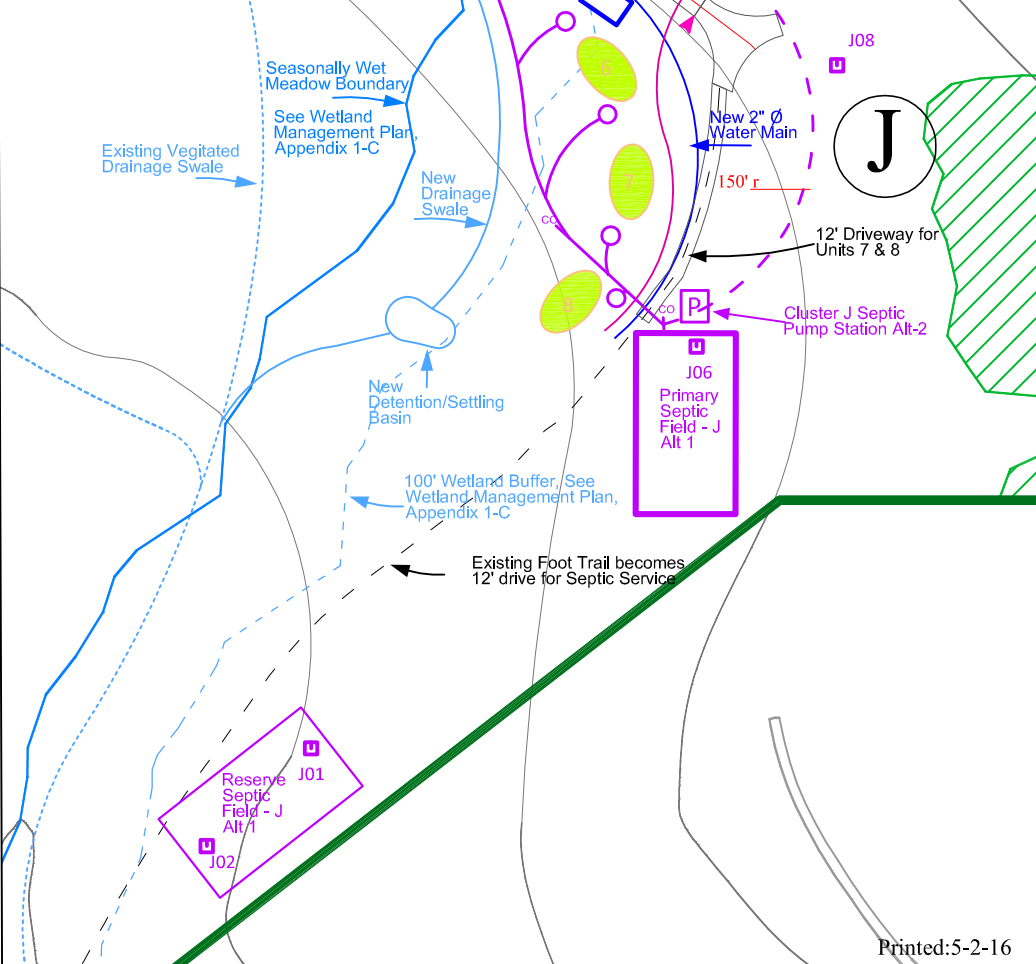 J08
Seasonally Wet
Meadow Boundary
See Wetland
Management Plan,
Appendix 1-C
Existing Vegitated
Drainage Swale
New
Drainage
Swale
6
7
8
New 2" Ø
Water Main
J
150' r
CO
12' Driveway for
Units 7 & 8
P
CO
Cluster J Septic
Pump Station Alt-2
J06
Primary
Septic
Field - J
Alt 1
New
Detention/Settling
Basin
100' Wetland Buffer, See
Wetland Management Plan,
Appendix 1-C
Existing Foot Trail becomes
12' drive for Septic Service
J01
Reserve
Septic
Field - J
Alt 1
J02
Printed:5-2-16